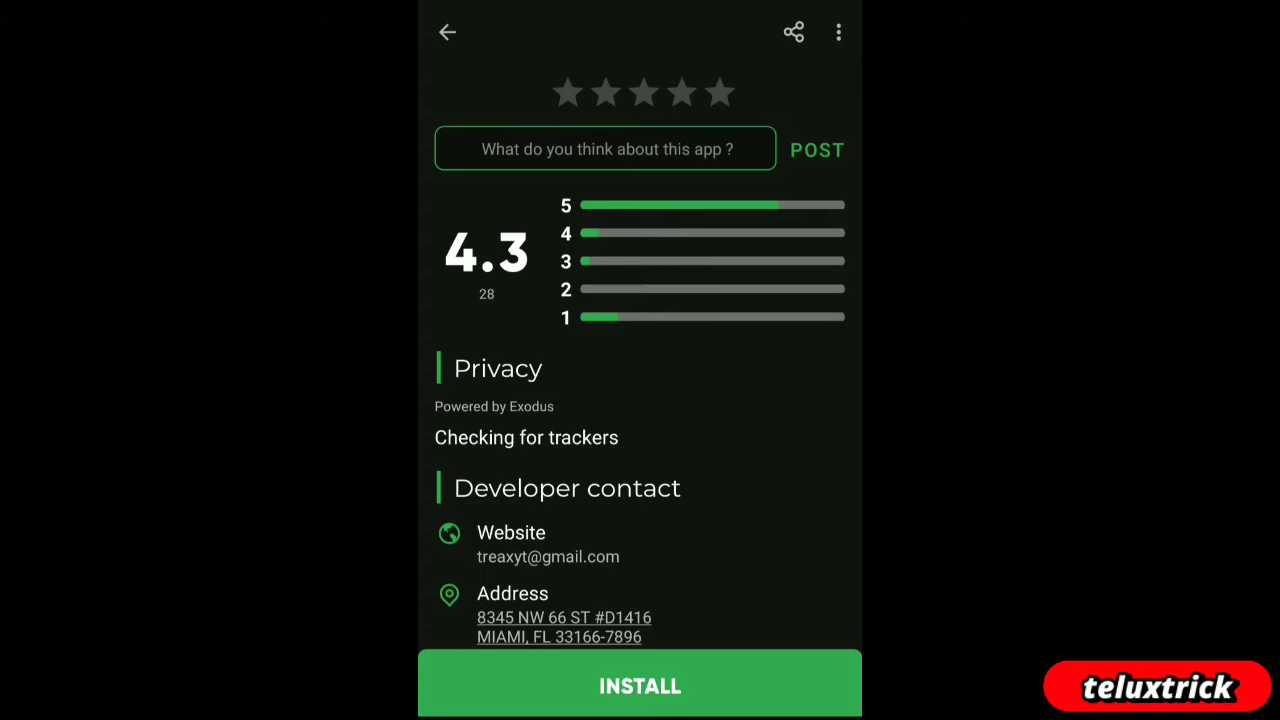 What do you think about this app ?
POST
5
4
3
2
1
4.3
28
Privacy
Powered by Exodus
Checking for trackers
Developer contact
Website
treaxyt@gmail.com
Address
8345 NW 66 ST #D1416
MIAMI, FL 33166-7896
INSTALL
teluxtrick